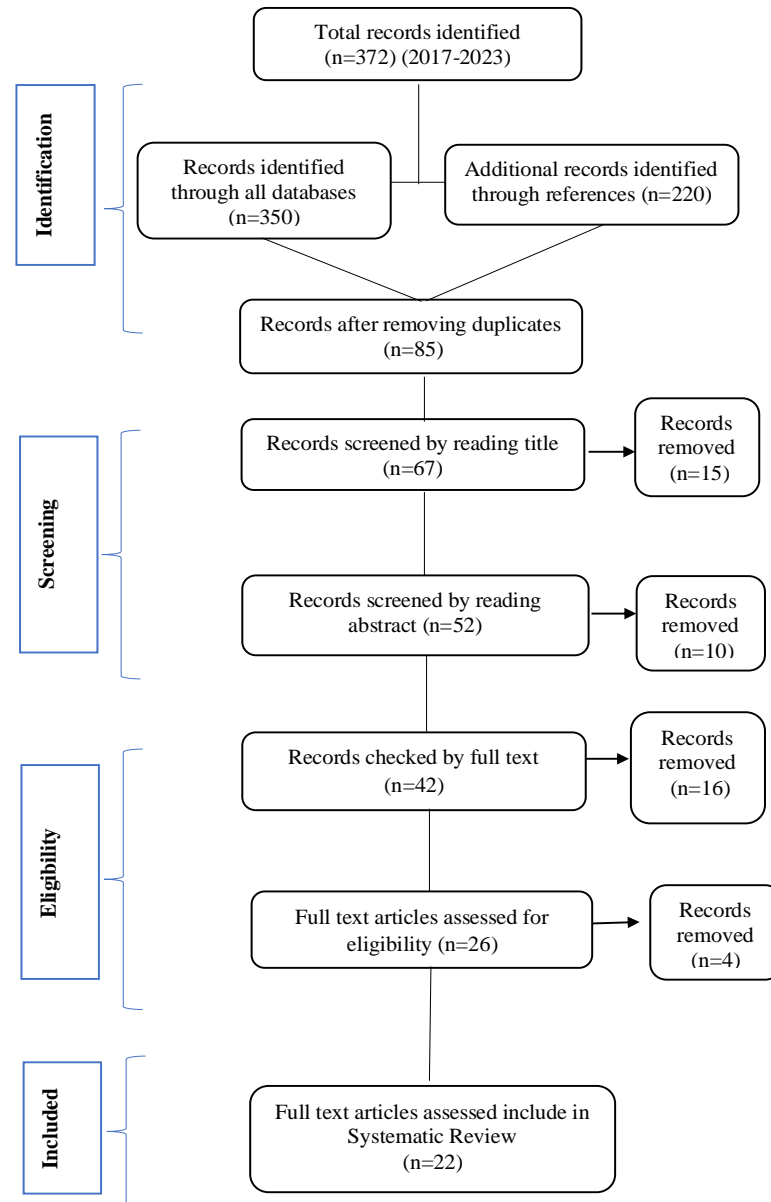 Total records identified
(n=372) (2017-2023)
Identification
Records identified
through all databases
(n=350)
Additional records identified
through references (n=220)
Records after removing duplicates
(n=85)
Screening
Records screened by reading title
(n=67)
Records
removed
(n=15)
Records screened by reading
abstract (n=52)
Records
removed
(n=10)
Eligibility
Records checked by full text
(n=42)
Records
removed
(n=16)
Full text articles assessed for
eligibility (n=26)
Records
removed
(n=4)
Included
Full text articles assessed include in
Systematic Review
(n=22)